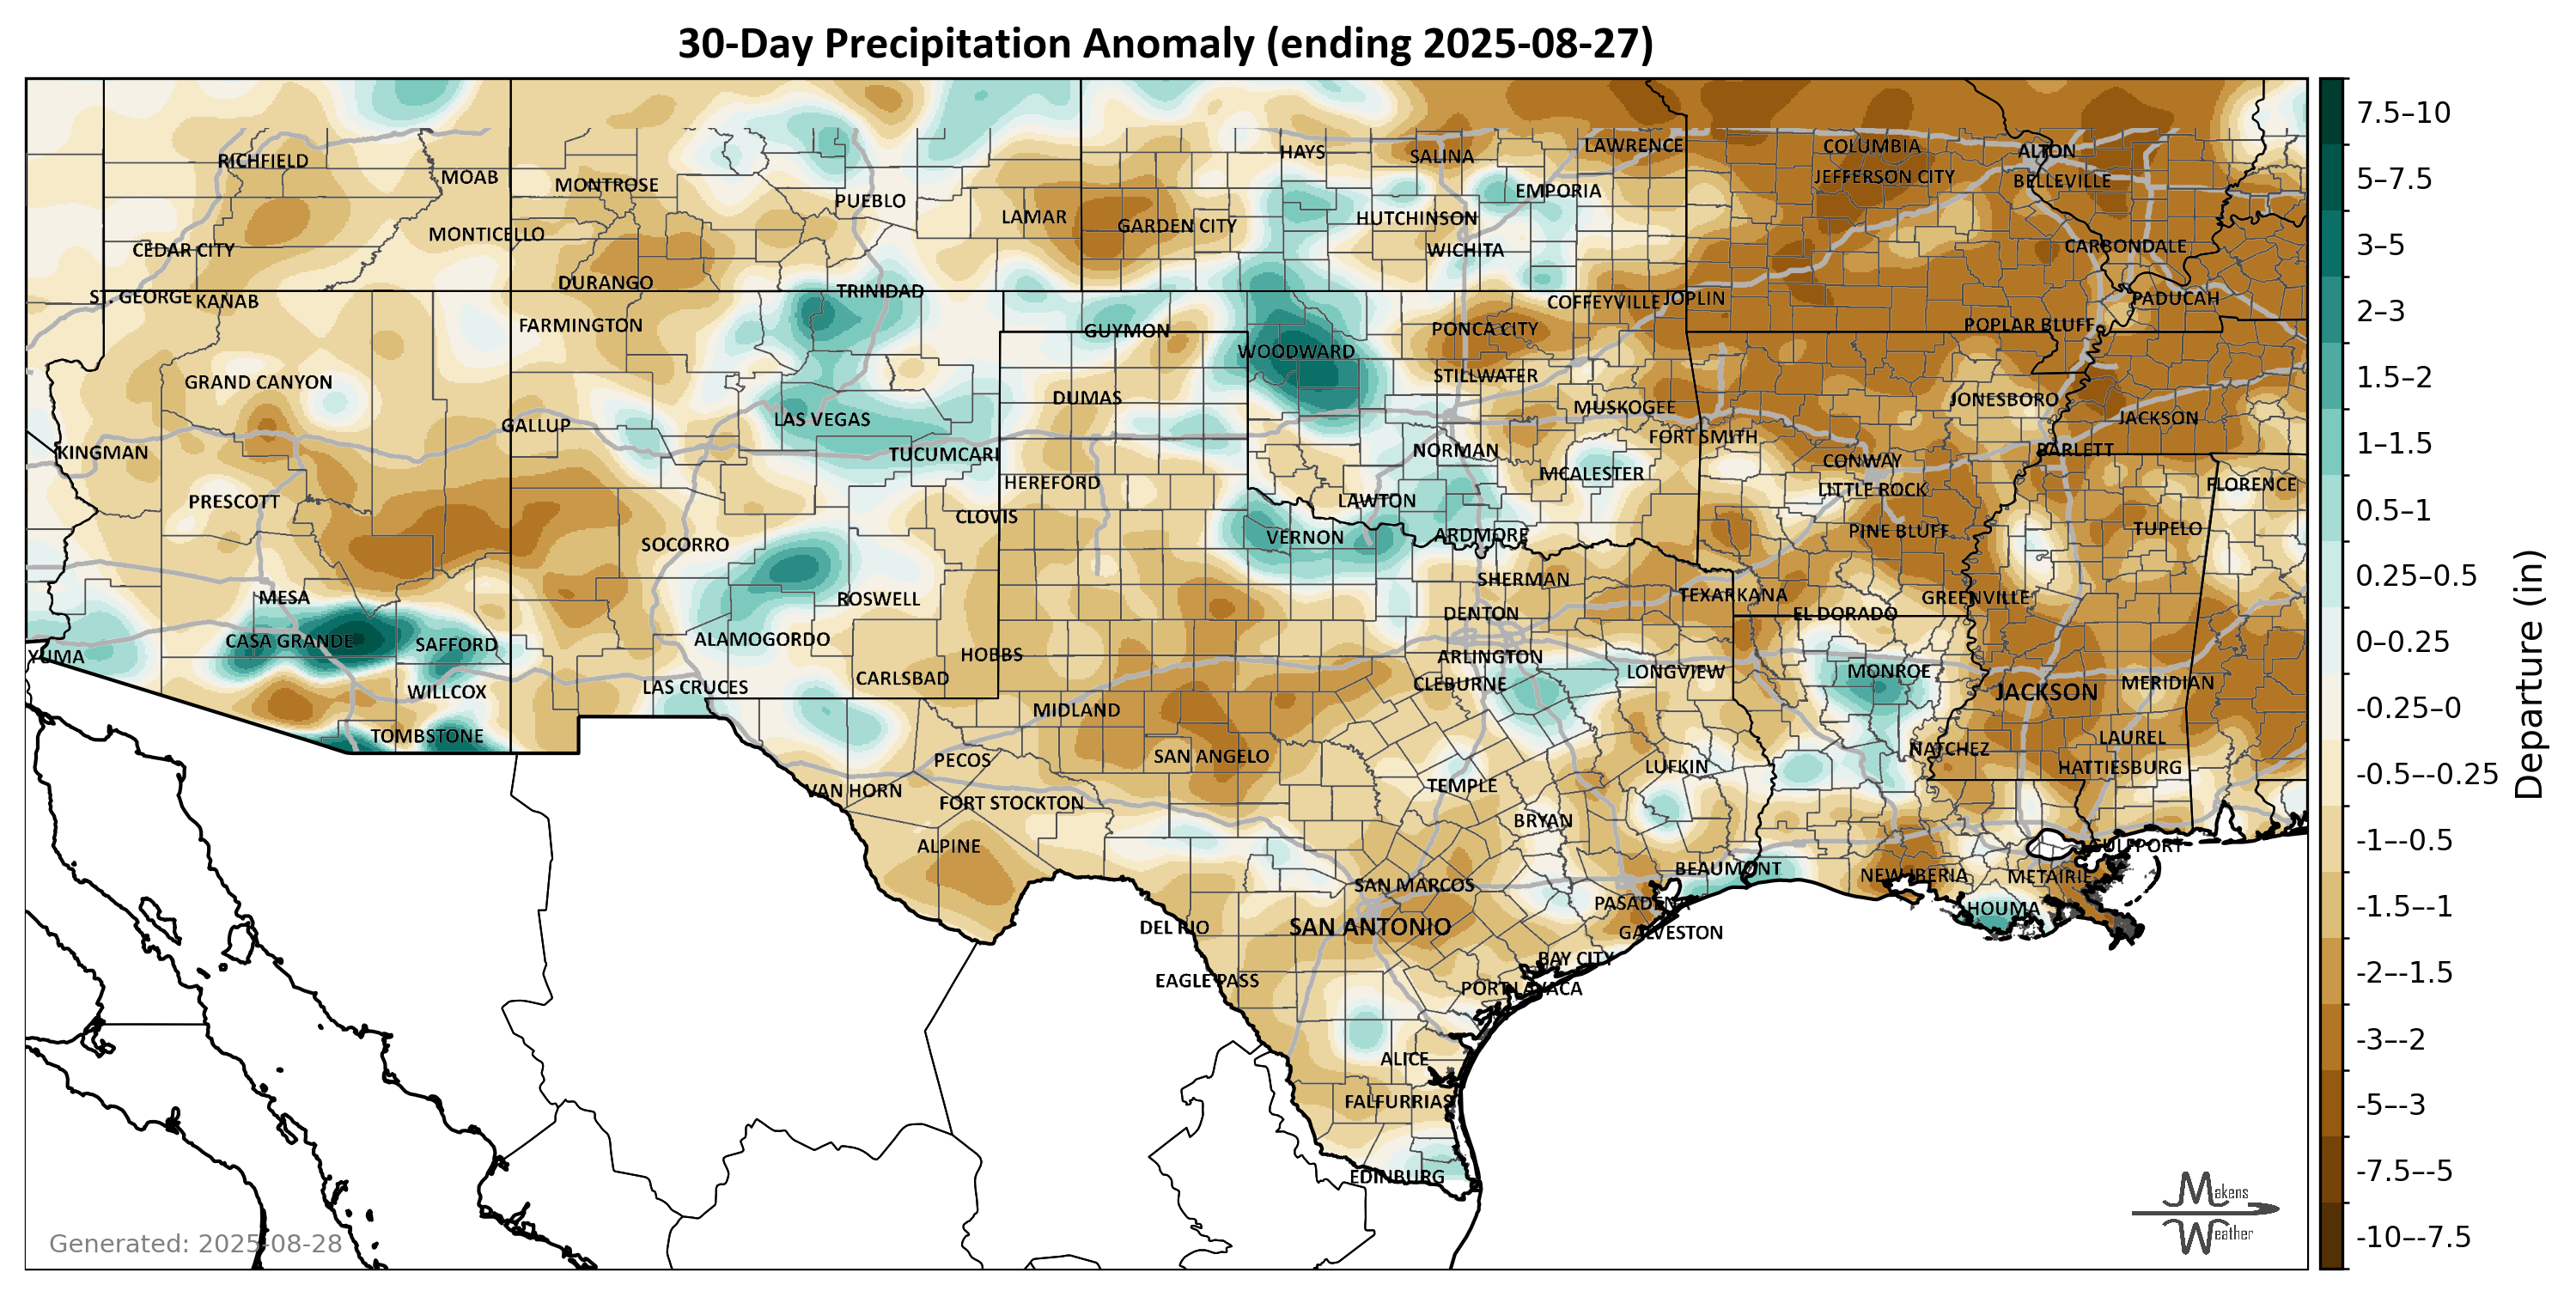 30-Day Precipitation Anomaly (ending 2025-08-27)
RICHFIELD
MOAB
MONTROSE
PUEBLO
LAMAR
GARDEN CITY
HAYS
SALINA
LAWRENCE
EMPORIA
HUTCHINSON
WICHITA
COLUMBIA
JEFFERSON CITY
ALTON
BELLEVILLE
CARBONDALE
CEDAR CITY
MONTICELLO
DURANGO
TRINIDAD
ST. GEORGE
KANAB
FARMINGTON
GUYMON
WOODWARD
PONCA CITY
COFFEYVILLE
JOPLIN
POPLAR BLUFF
PADUCAH
GRAND CANYON
GALLUP
LAS VEGAS
DUMAS
STILLWATER
MUSKOGEE
FORT SMITH
JONESBORO
JACKSON
KINGMAN
TUCUMCARI
NORMAN
MCALESTER
CONWAY
BARLETT
PRESCOTT
HEREFORD
LAWTON
LITTLE ROCK
FLORENCE
SOCORRO
CLOVIS
VERNON
ARDMORE
PINE BLUFF
TUPELO
MESA
ROSWELL
SHERMAN
DENTON
TEXARKANA
EL DORADO
GREENVILLE
CASA GRANDE
SAFFORD
ALAMOGORDO
HOBBS
ARLINGTON
YUMA
WILLCOX
LAS CRUCES
CARLSBAD
CLEBURNE
LONGVIEW
MONROE
JACKSON
MERIDIAN
TOMBSTONE
MIDLAND
SAN ANGELO
PECOS
LUFKIN
NATCHEZ
LAUREL
HATTIESBURG
VAN HORN
FORT STOCKTON
TEMPLE
BRYAN
ALPINE
SAN MARCOS
BEAUMONT
NEW IBERIA
METAIRIE
GULFPORT
DEL RIO
SAN ANTONIO
PASADENA
GALVESTON
HOUMA
EAGLE PASS
BAY CITY
PORT LAVACA
ALICE
FALFURRIAS
EDINBURG
7.5–10
5–7.5
3–5
2–3
1.5–2
1–1.5
0.5–1
0.25–0.5
0–0.25
-0.25–0
-0.5–-0.25
-1–-0.5
-1.5–-1
-2–-1.5
-3–-2
-5–-3
-7.5–-5
-10–-7.5
Departure (in)
Generated: 2025-08-28
Makens
Weather